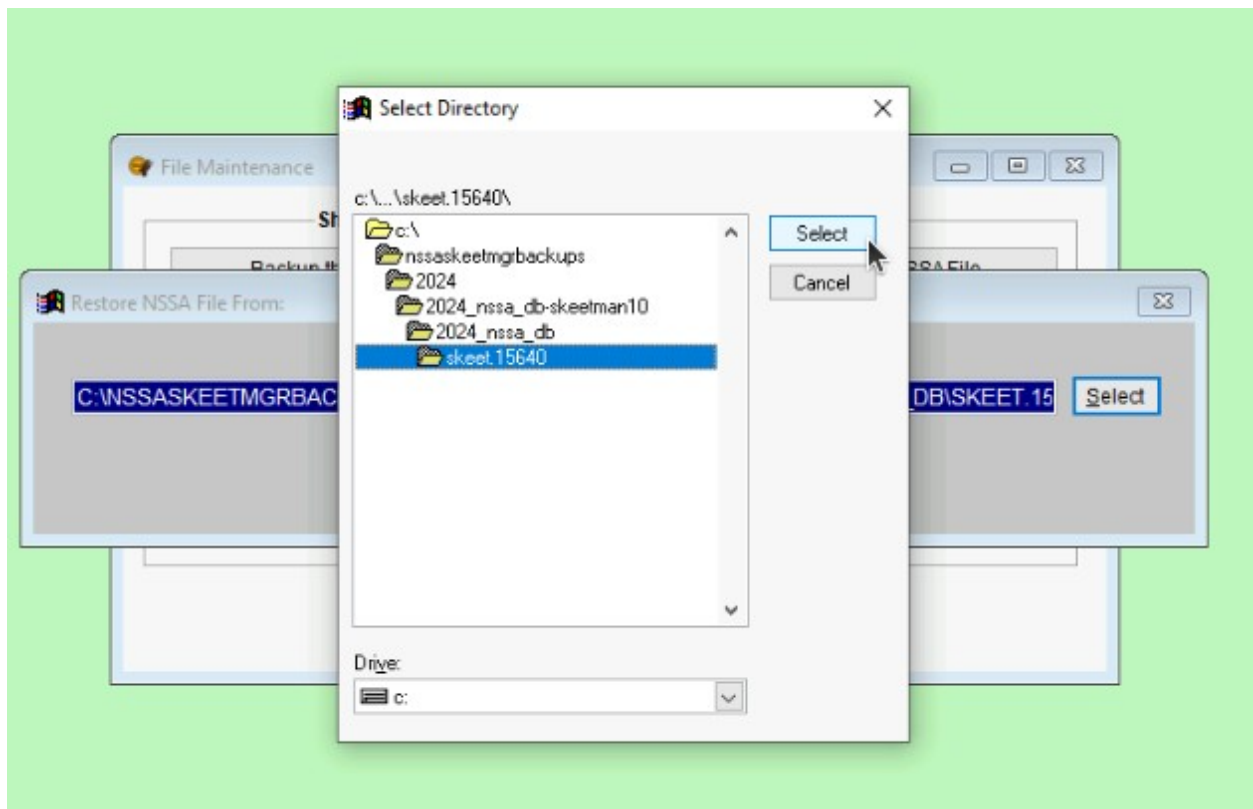 Select Directory
File Maintenance
c:\...\skeet.15640\
c:\
nssaskeetmgrbackups
2024
2024_nssa_db-skeetman10
2024_nssa_db
skeet.15640
Select
Cancel
Restore NSSA File From:
C:\NSSASKEETMGRBAC
_DB\SKEET.15
Select
Drive:
c: